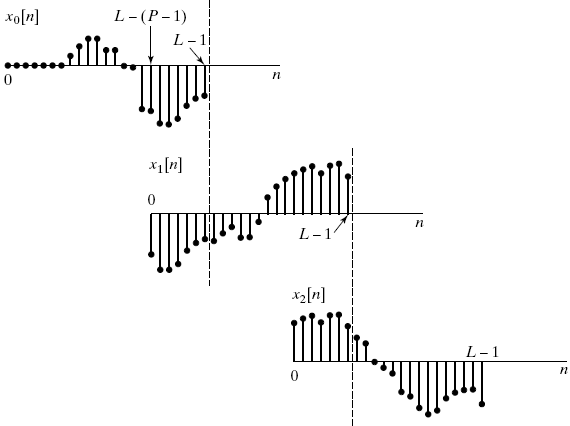 x₀[n]
L – (P – 1)
L – 1
0
n
x₁[n]
0
L – 1
n
x₂[n]
L – 1
0
n